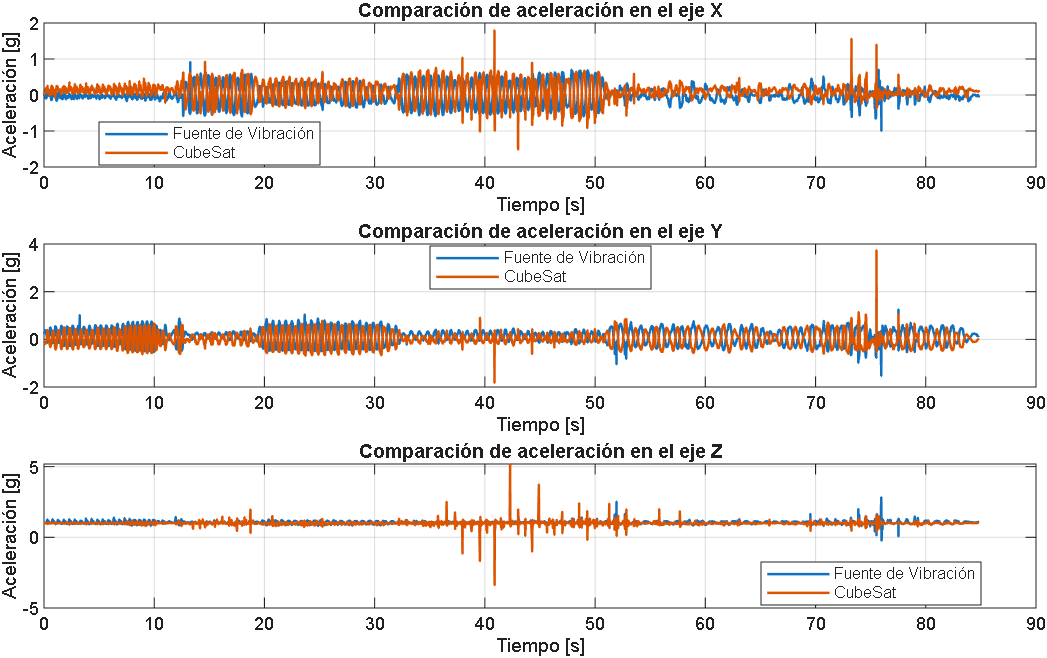 Comparación de aceleración en el eje X
Aceleración [g]
2
1
0
-1
-2
Fuente de Vibración
CubeSat
0 10 20 30 40 50 60 70 80 90
Tiempo [s]
Comparación de aceleración en el eje Y
Aceleración [g]
4
2
0
-2
Fuente de Vibración
CubeSat
0 10 20 30 40 50 60 70 80 90
Tiempo [s]
Comparación de aceleración en el eje Z
Aceleración [g]
5
0
-5
Fuente de Vibración
CubeSat
0 10 20 30 40 50 60 70 80 90
Tiempo [s]